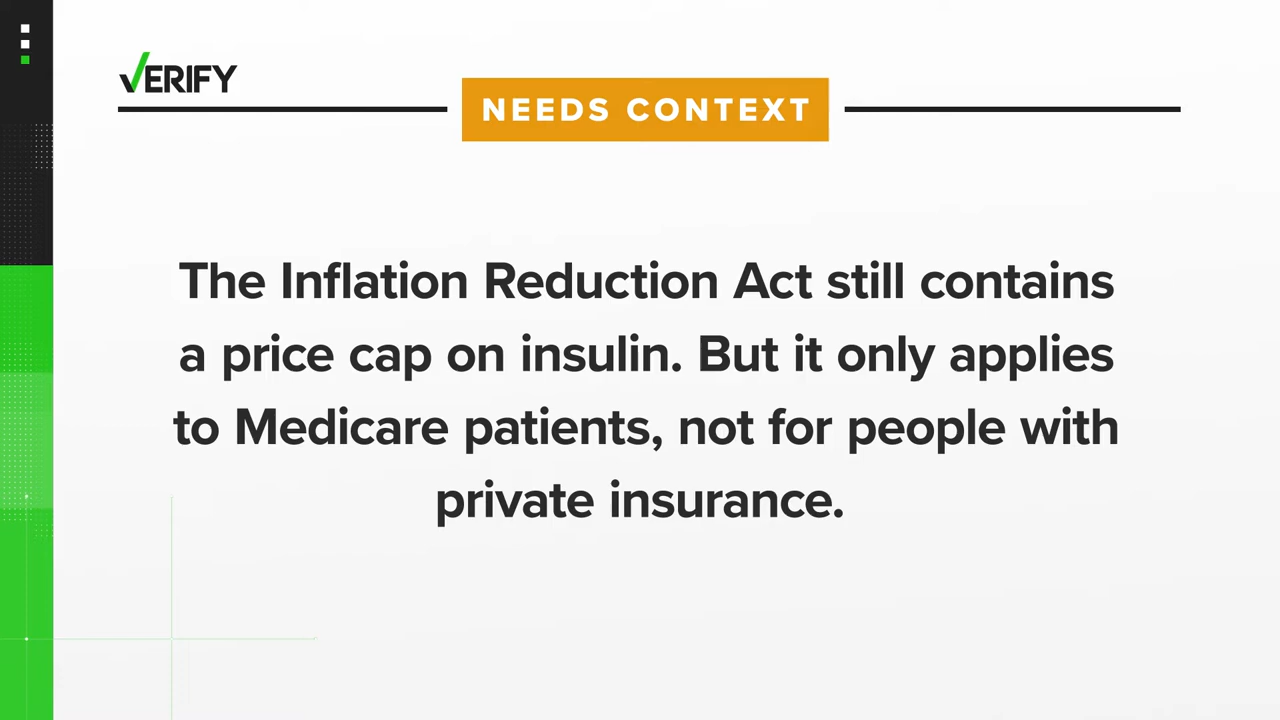 VERIFY
NEEDS CONTEXT
The Inflation Reduction Act still contains
a price cap on insulin. But it only applies
to Medicare patients, not for people with
private insurance.